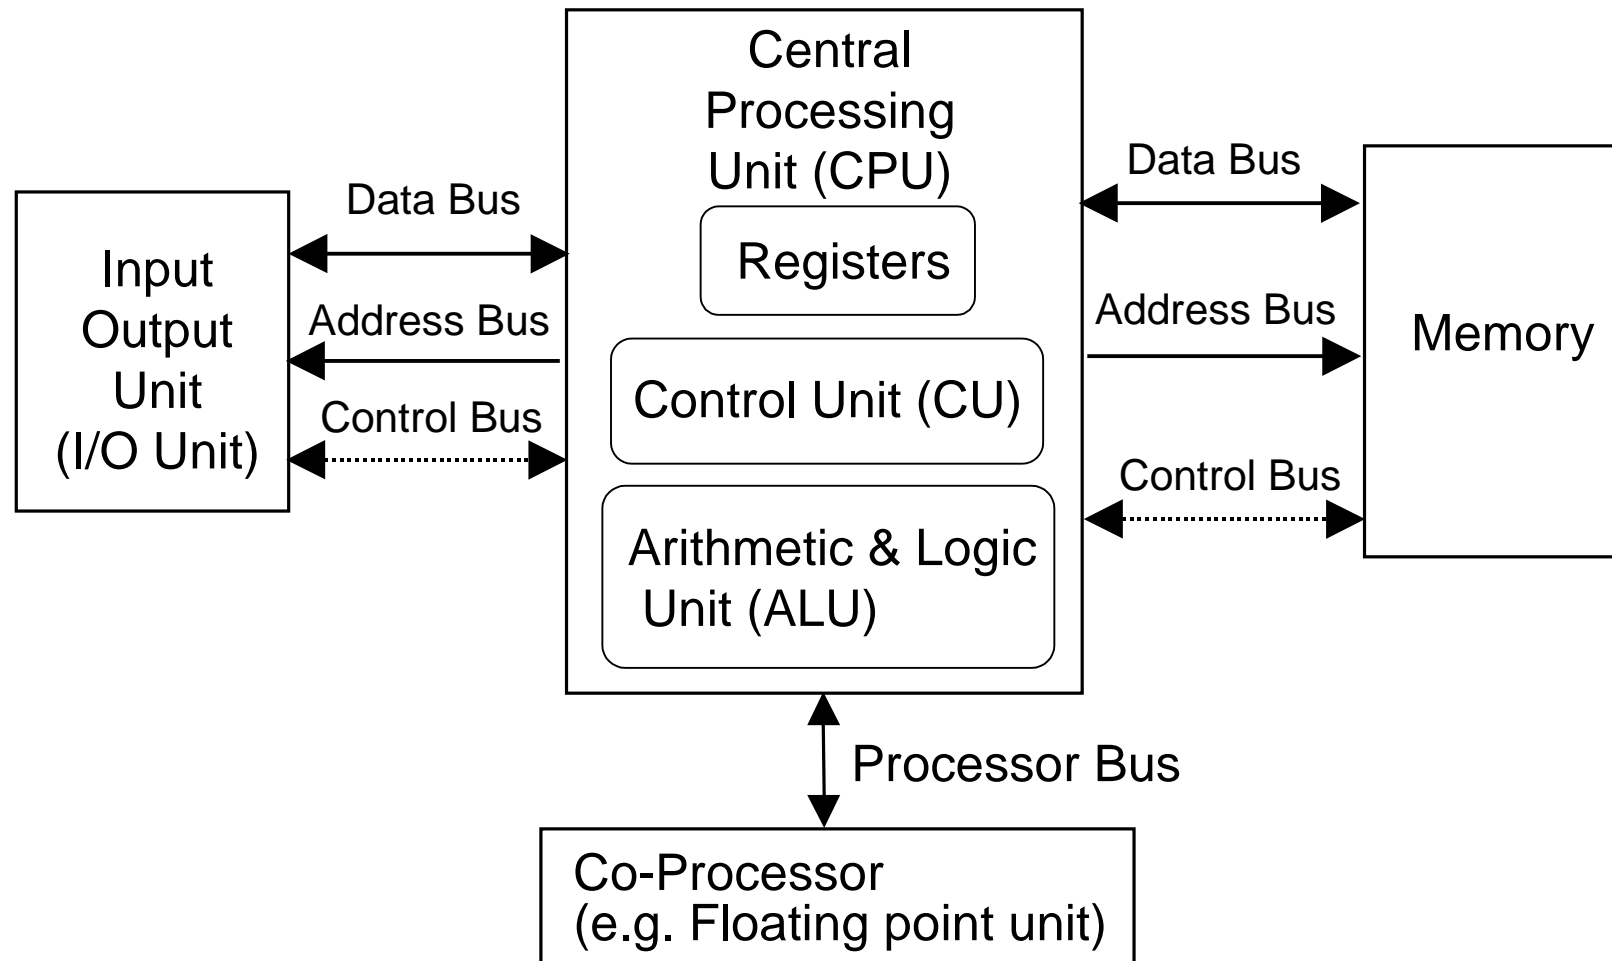 Central
Processing
Unit (CPU)
Registers
Control Unit (CU)
Arithmetic & Logic
Unit (ALU)
Data Bus
Address Bus
Control Bus
Input
Output
Unit
(I/O Unit)
Data Bus
Address Bus
Control Bus
Memory
Processor Bus
Co-Processor
(e.g. Floating point unit)